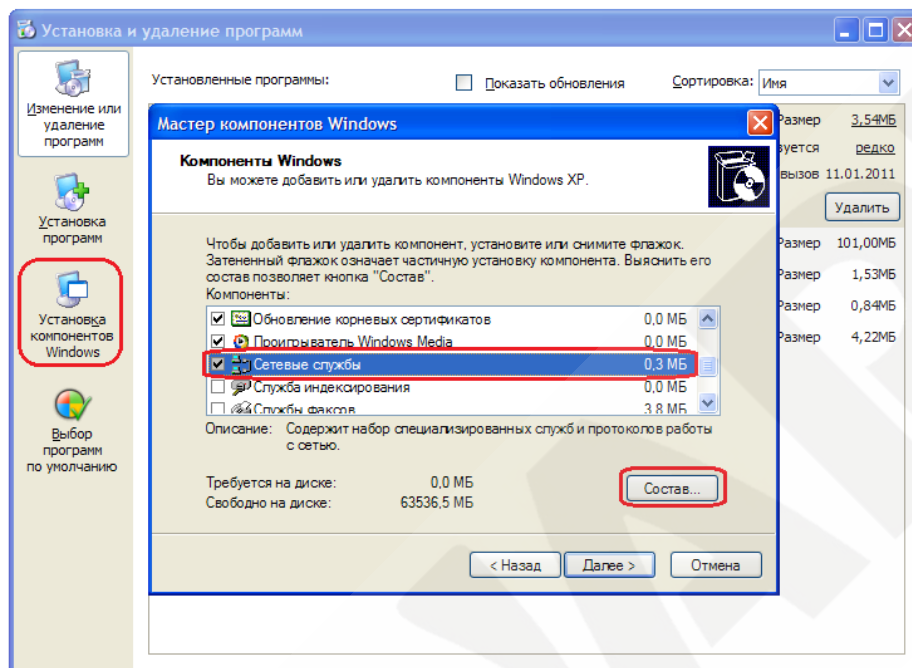 Установка и удаление программ
Изменение или
удаление
программ
Установка
программ
Установка
компонентов
Windows
Выбор
программ
по умолчанию
Установленные программы:
Показать обновления
Сортировка:
Имя
Размер 3,54МБ
зуется редко
вызов 11.01.2011
Удалить
Размер 101,00МБ
Размер 1,53МБ
Размер 0,84МБ
Размер 4,22МБ
Мастер компонентов Windows
Компоненты Windows
Вы можете добавить или удалить компоненты Windows XP.
Чтобы добавить или удалить компонент, установите или снимите флажок.
Затененный флажок означает частичную установку компонента. Выяснить его
состав позволяет кнопка "Состав".
Компоненты:
Обновление корневых сертификатов 0,0 МБ
Проигрыватель Windows Media 0,0 МБ
Сетевые службы 0,3 МБ
Служба индексирования 0,0 МБ
Службы факсов 3,8 МБ
Описание: Содержит набор специализированных служб и протоколов работы
с сетью.
Требуется на диске: 0,0 МБ
Свободно на диске: 63536,5 МБ
Состав...
< Назад
Далее >
Отмена